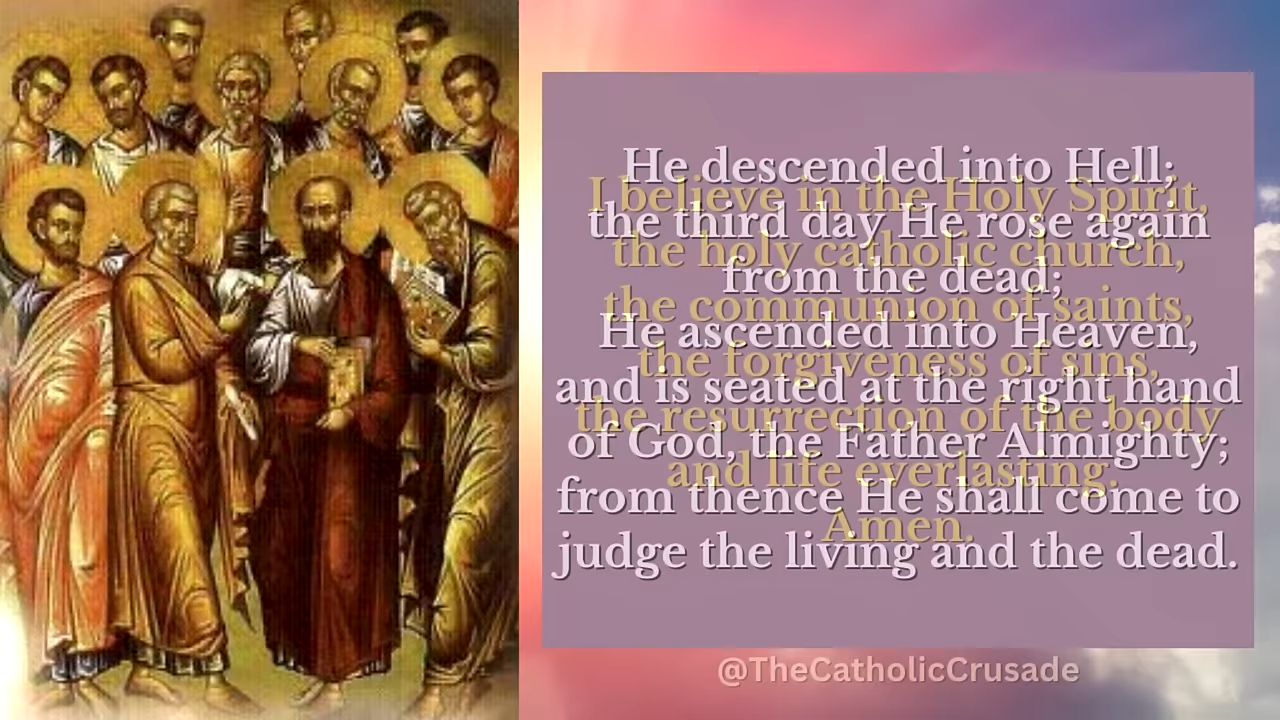 He descended into Hell;
the third day He rose again
from the dead;
He ascended into Heaven,
and is seated at the right hand
of God, the Father Almighty;
from thence He shall come to
judge the living and the dead.
I believe in the Holy Spirit,
the holy catholic church,
the communion of saints,
the forgiveness of sins,
the resurrection of the body
and life everlasting.
Amen.
@TheCatholicCrusade